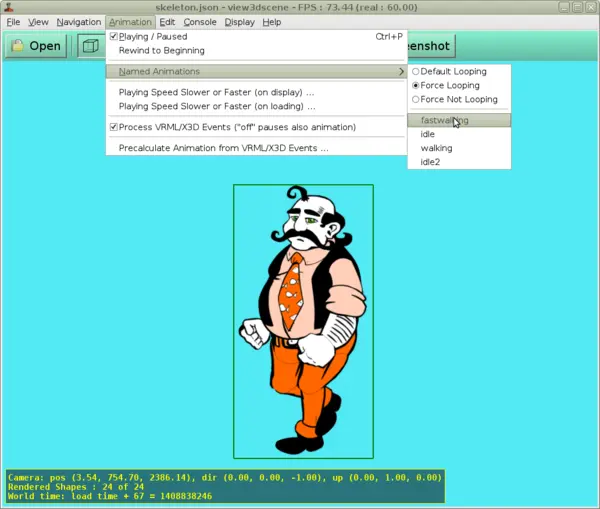 skeleton.json - view3dscene - FPS : 73.44 (real : 60.00)
File View Navigation Animation Edit Console Display Help
Open
enshot
Playing / Paused Ctrl+P
Rewind to Beginning
Named Animations
Playing Speed Slower or Faster (on display) ...
Playing Speed Slower or Faster (on loading) ...
Process VRML/X3D Events ("off" pauses also animation)
Precalculate Animation from VRML/X3D Events ...
Default Looping
Force Looping
Force Not Looping
fastwalking
idle
walking
idle2
Camera: pos (3.54, 754.70, 2386.14), dir (0.00, 0.00, -1.00), up (0.00, 1.00, 0.00)
Rendered Shapes : 24 of 24
World time: load time + 67 = 1408838246